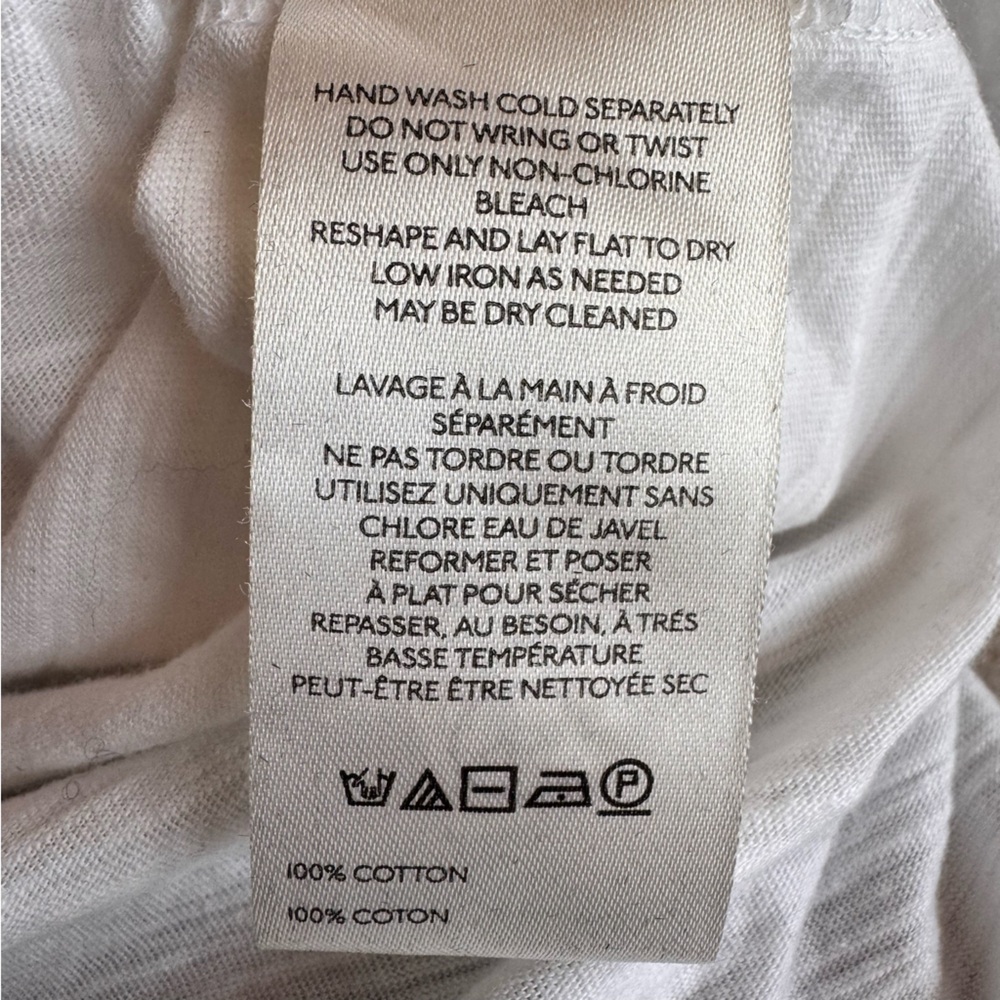 HAND WASH COLD SEPARATELY
DO NOT WRING OR TWIST
USE ONLY NON-CHLORINE
BLEACH
RESHAPE AND LAY FLAT TO DRY
LOW IRON AS NEEDED
MAY BE DRY CLEANED
LAVAGE À LA MAIN À FROID
SÉPARÉMENT
NE PAS TORDRE OU TORDRE
UTILISEZ UNIQUEMENT SANS
CHLORE EAU DE JAVEL
REFORMER ET POSER
À PLAT POUR SÉCHER
REPASSER, AU BESOIN, À TRÉS
BASSE TEMPÉRATURE
PEUT-ÊTRE ÊTRE NETTOYÉE SEC
P
100% COTTON
100% COTON